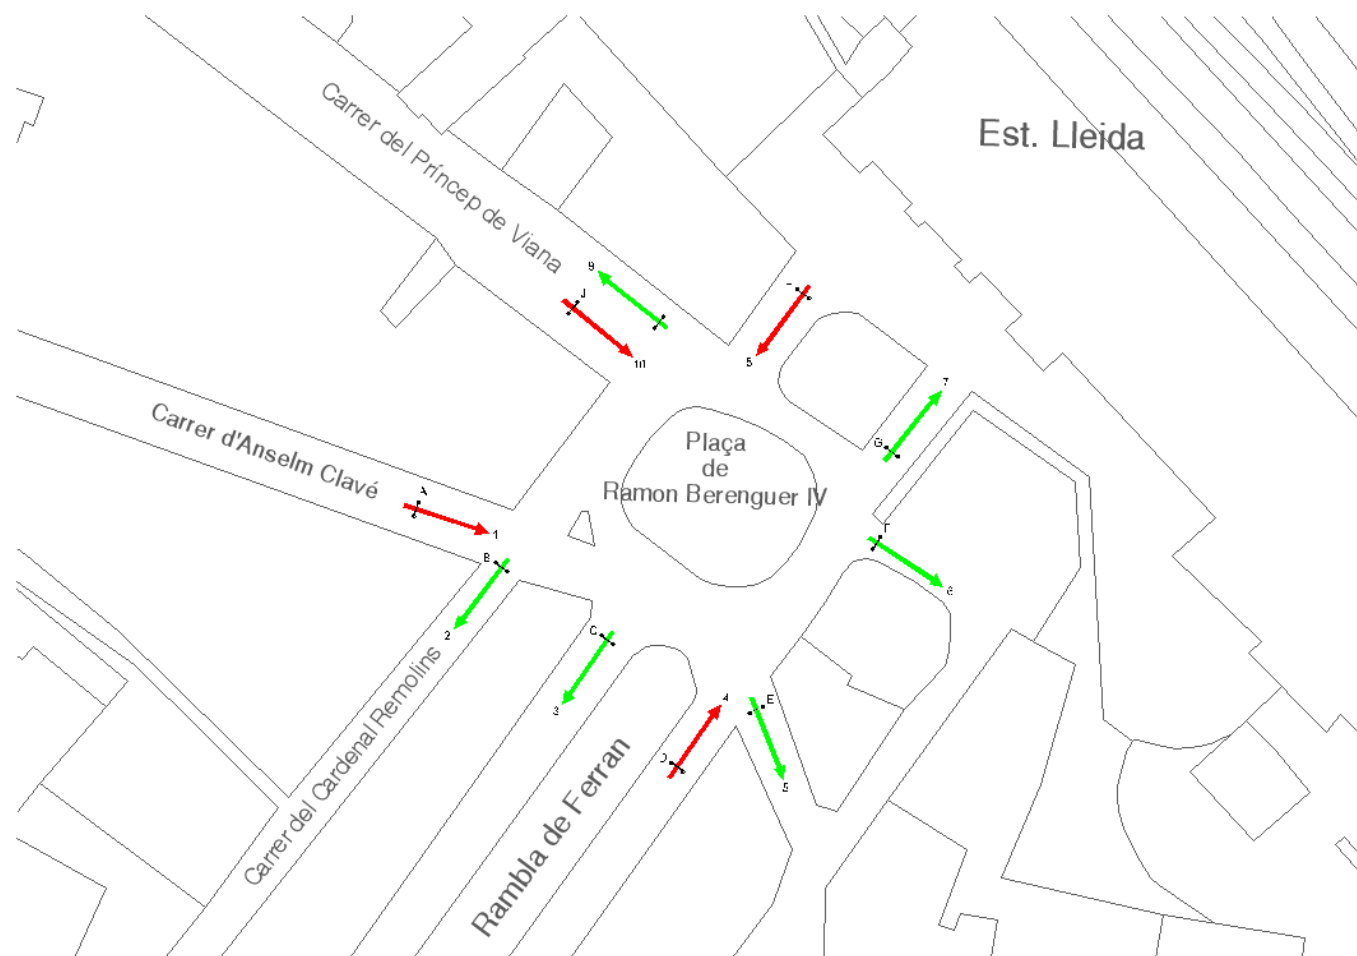 Est. Lleida
Carrer del Príncep de Viana
9
J
10
7
G
Plaça
de
Ramon Berenguer IV
Carrer d'Anselm Clavé
A
1
B
2
F
6
C
3
4
E
5
D
Carrer del Cardenal Remolins
Rambla de Ferran